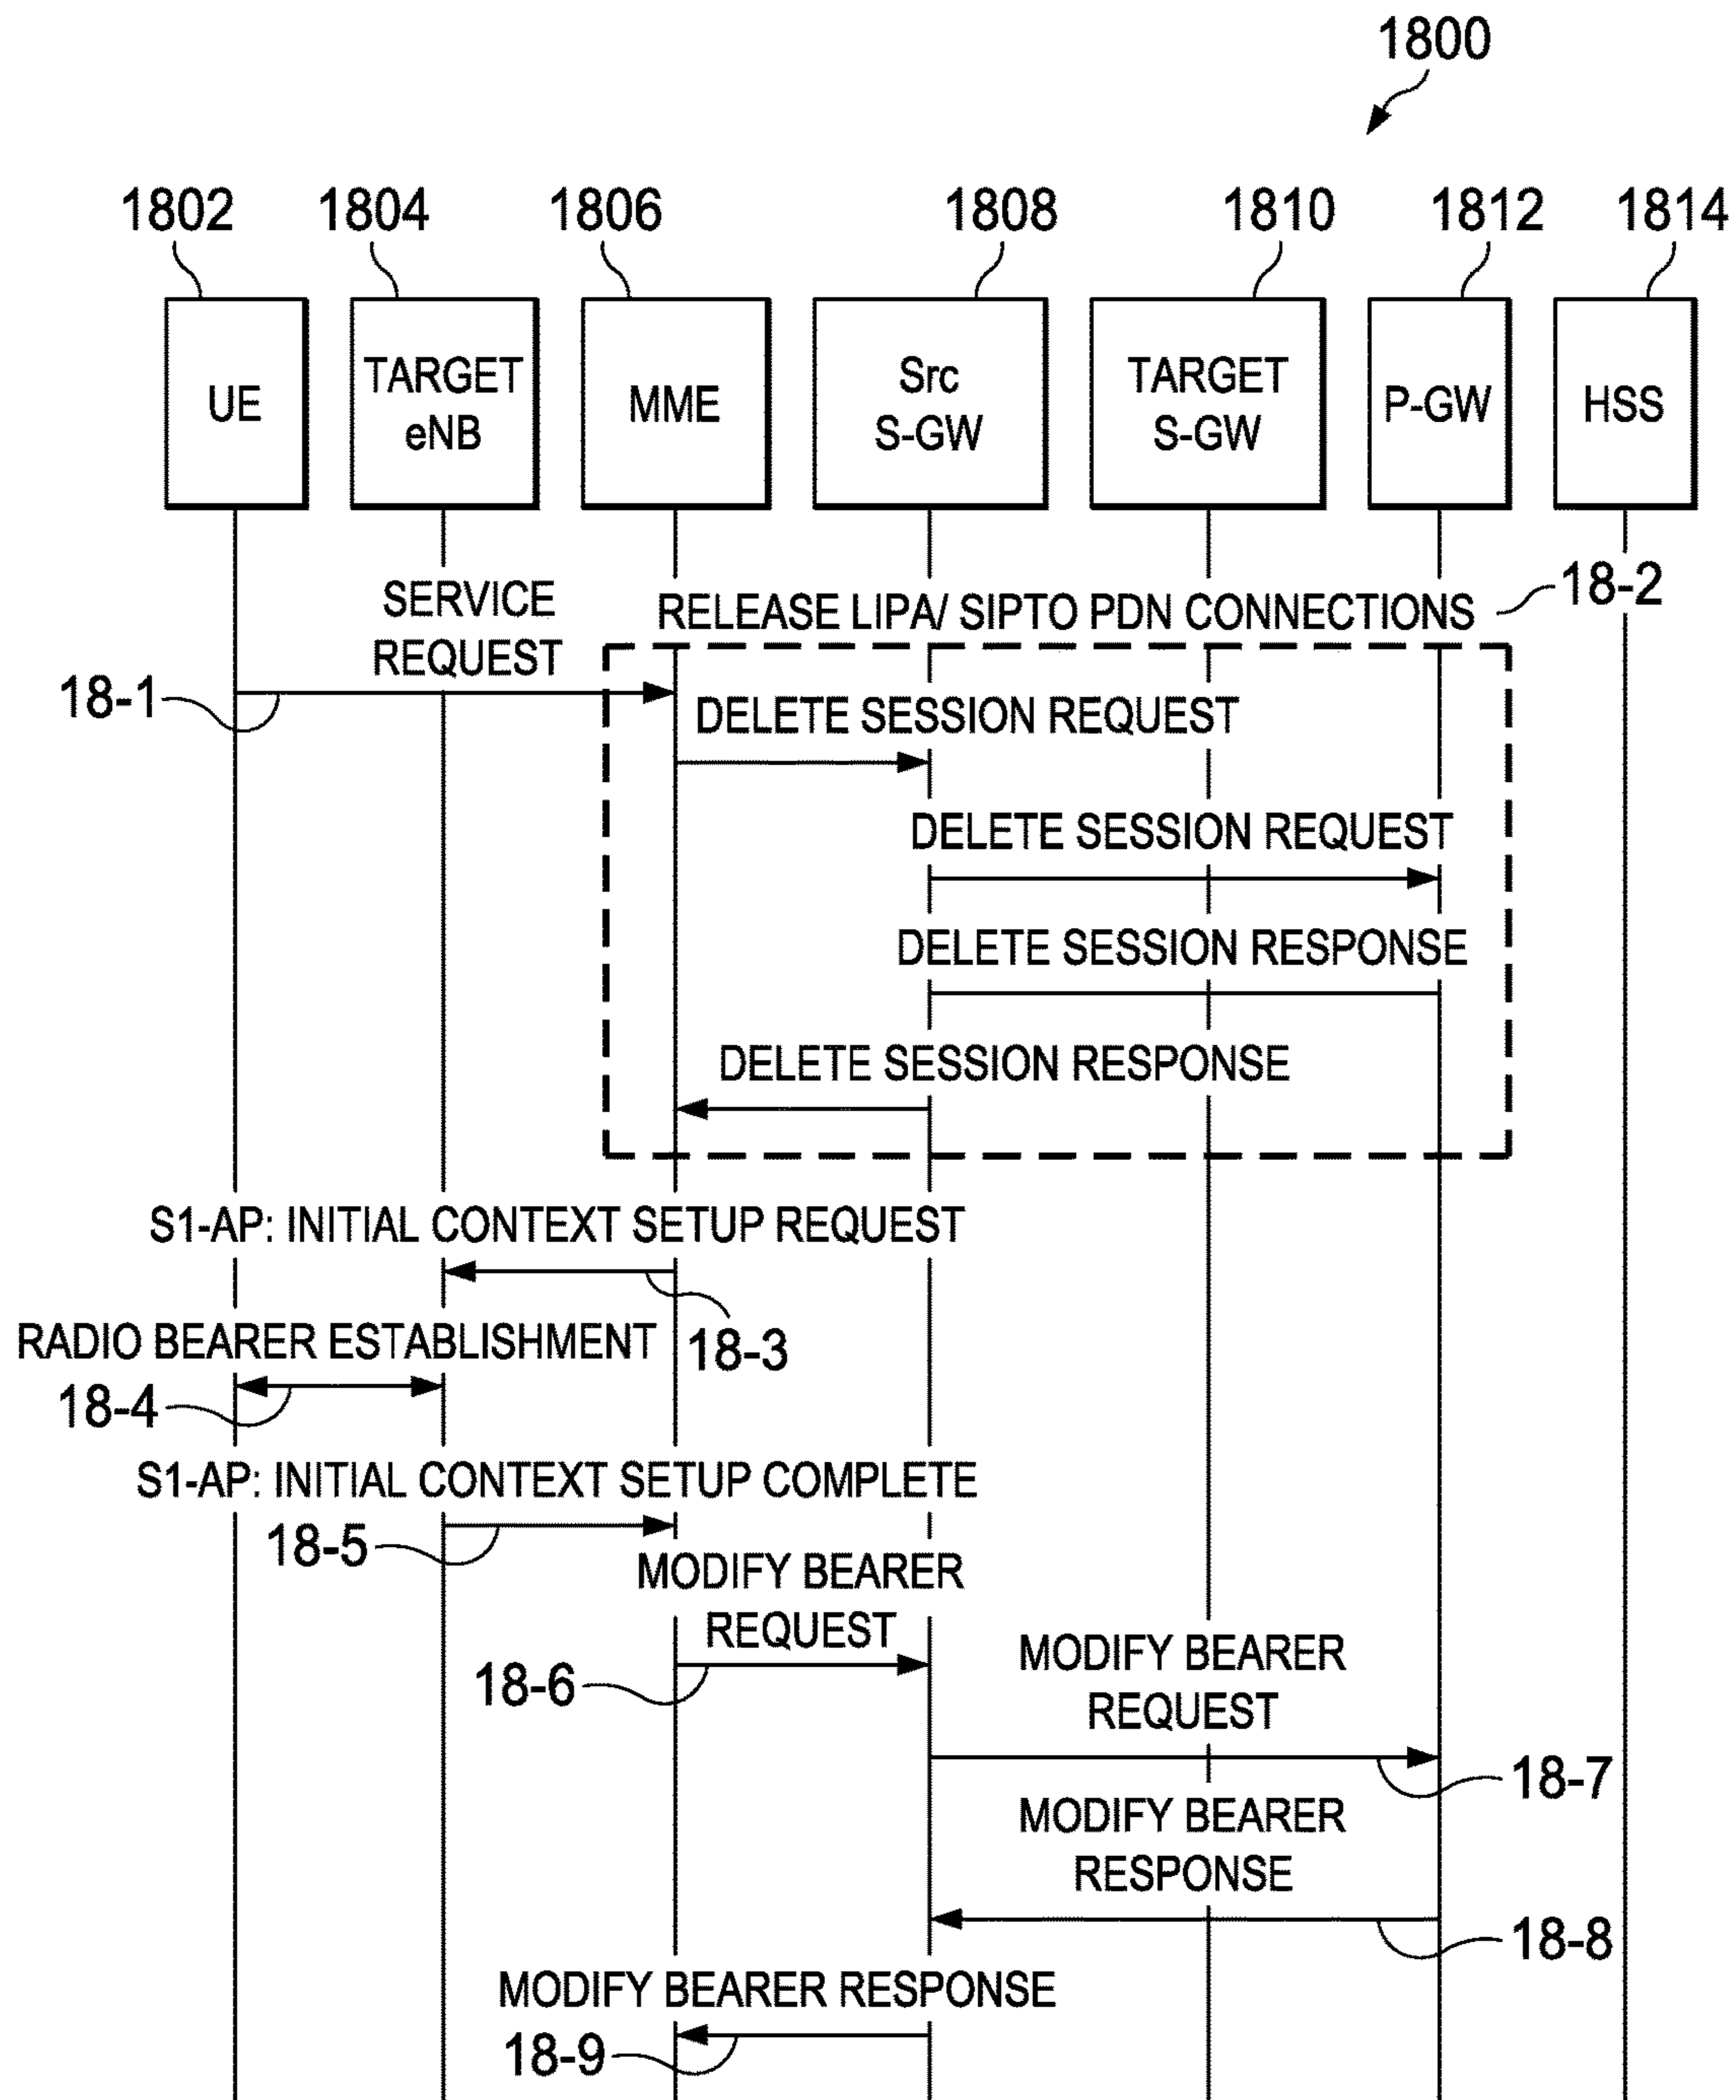 1800
1802
1804
1806
1808
1810
1812
1814
UE
TARGET
eNB
MME
Src
S-GW
TARGET
S-GW
P-GW
HSS
SERVICE
REQUEST
18-1
RELEASE LIPA/ SIPTO PDN CONNECTIONS
18-2
DELETE SESSION REQUEST
DELETE SESSION REQUEST
DELETE SESSION RESPONSE
DELETE SESSION RESPONSE
S1-AP: INITIAL CONTEXT SETUP REQUEST
18-3
RADIO BEARER ESTABLISHMENT
18-4
S1-AP: INITIAL CONTEXT SETUP COMPLETE
18-5
MODIFY BEARER
REQUEST
18-6
MODIFY BEARER
REQUEST
18-7
MODIFY BEARER
RESPONSE
18-8
MODIFY BEARER RESPONSE
18-9